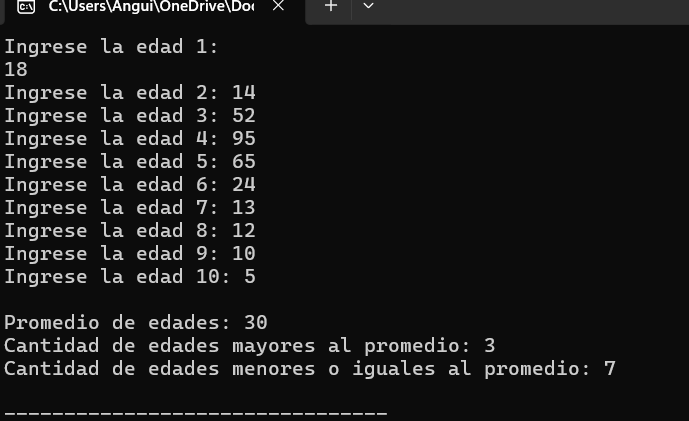 C:\Users\Angui\OneDrive\Doc
Ingrese la edad 1:
18
Ingrese la edad 2: 14
Ingrese la edad 3: 52
Ingrese la edad 4: 95
Ingrese la edad 5: 65
Ingrese la edad 6: 24
Ingrese la edad 7: 13
Ingrese la edad 8: 12
Ingrese la edad 9: 10
Ingrese la edad 10: 5
Promedio de edades: 30
Cantidad de edades mayores al promedio: 3
Cantidad de edades menores o iguales al promedio: 7
--------------------------------